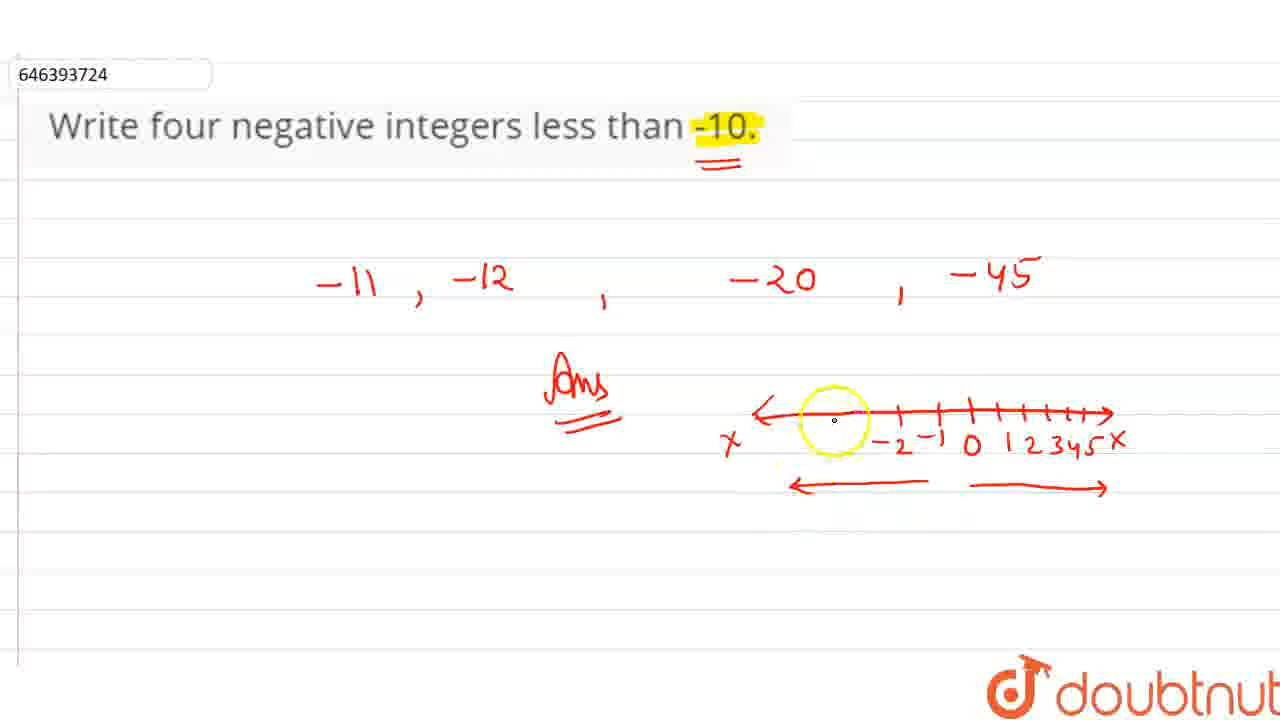 646393724
Write four negative integers less than -10.
-11 , -12 , -20 , -45
Ans
x -2 -1 0 1 2 3 4 5 x
doubtnut